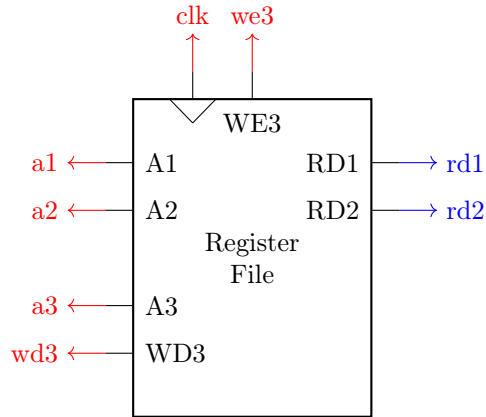 clk we3
WE3
a1 A1 RD1 rd1
a2 A2 RD2 rd2
Register
File
a3 A3
wd3 WD3